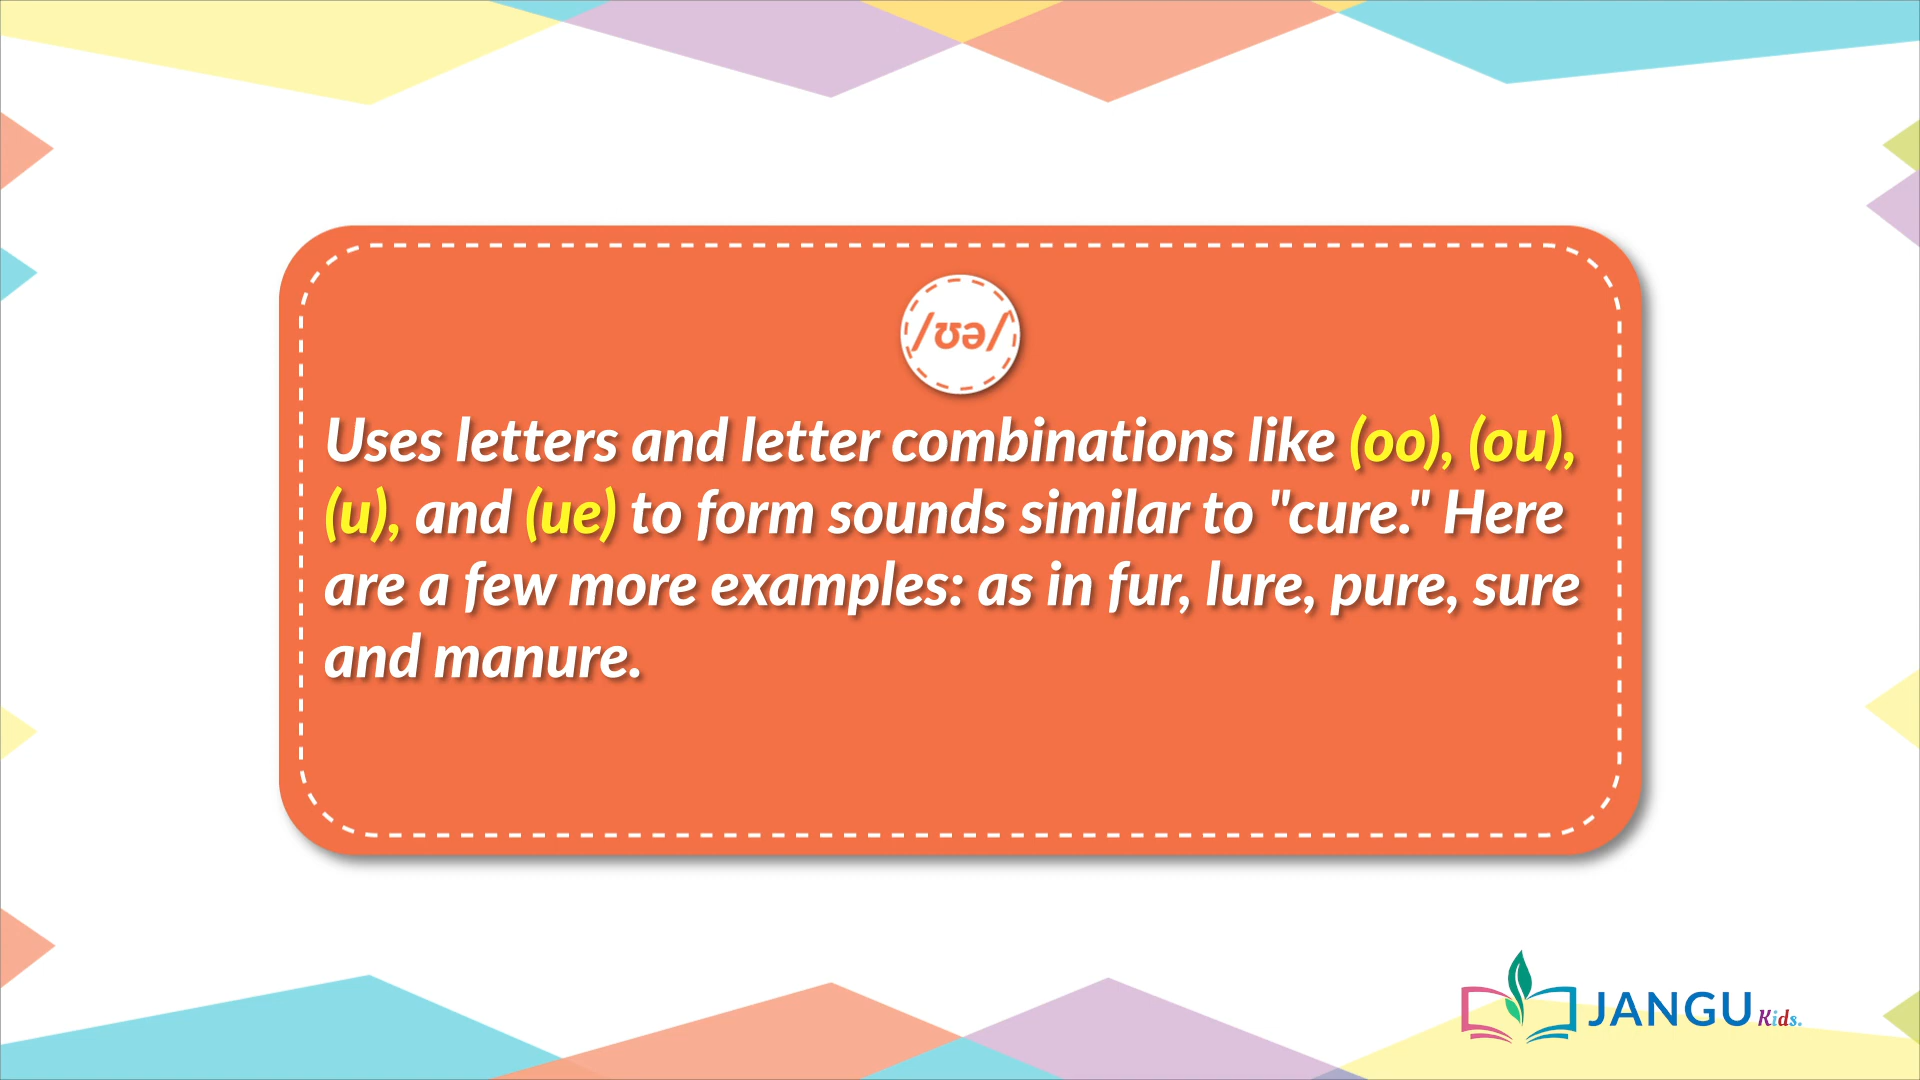 /ʊə/
Uses letters and letter combinations like (oo), (ou),
(u), and (ue) to form sounds similar to "cure." Here
are a few more examples: as in fur, lure, pure, sure
and manure.
JANGU Kids.